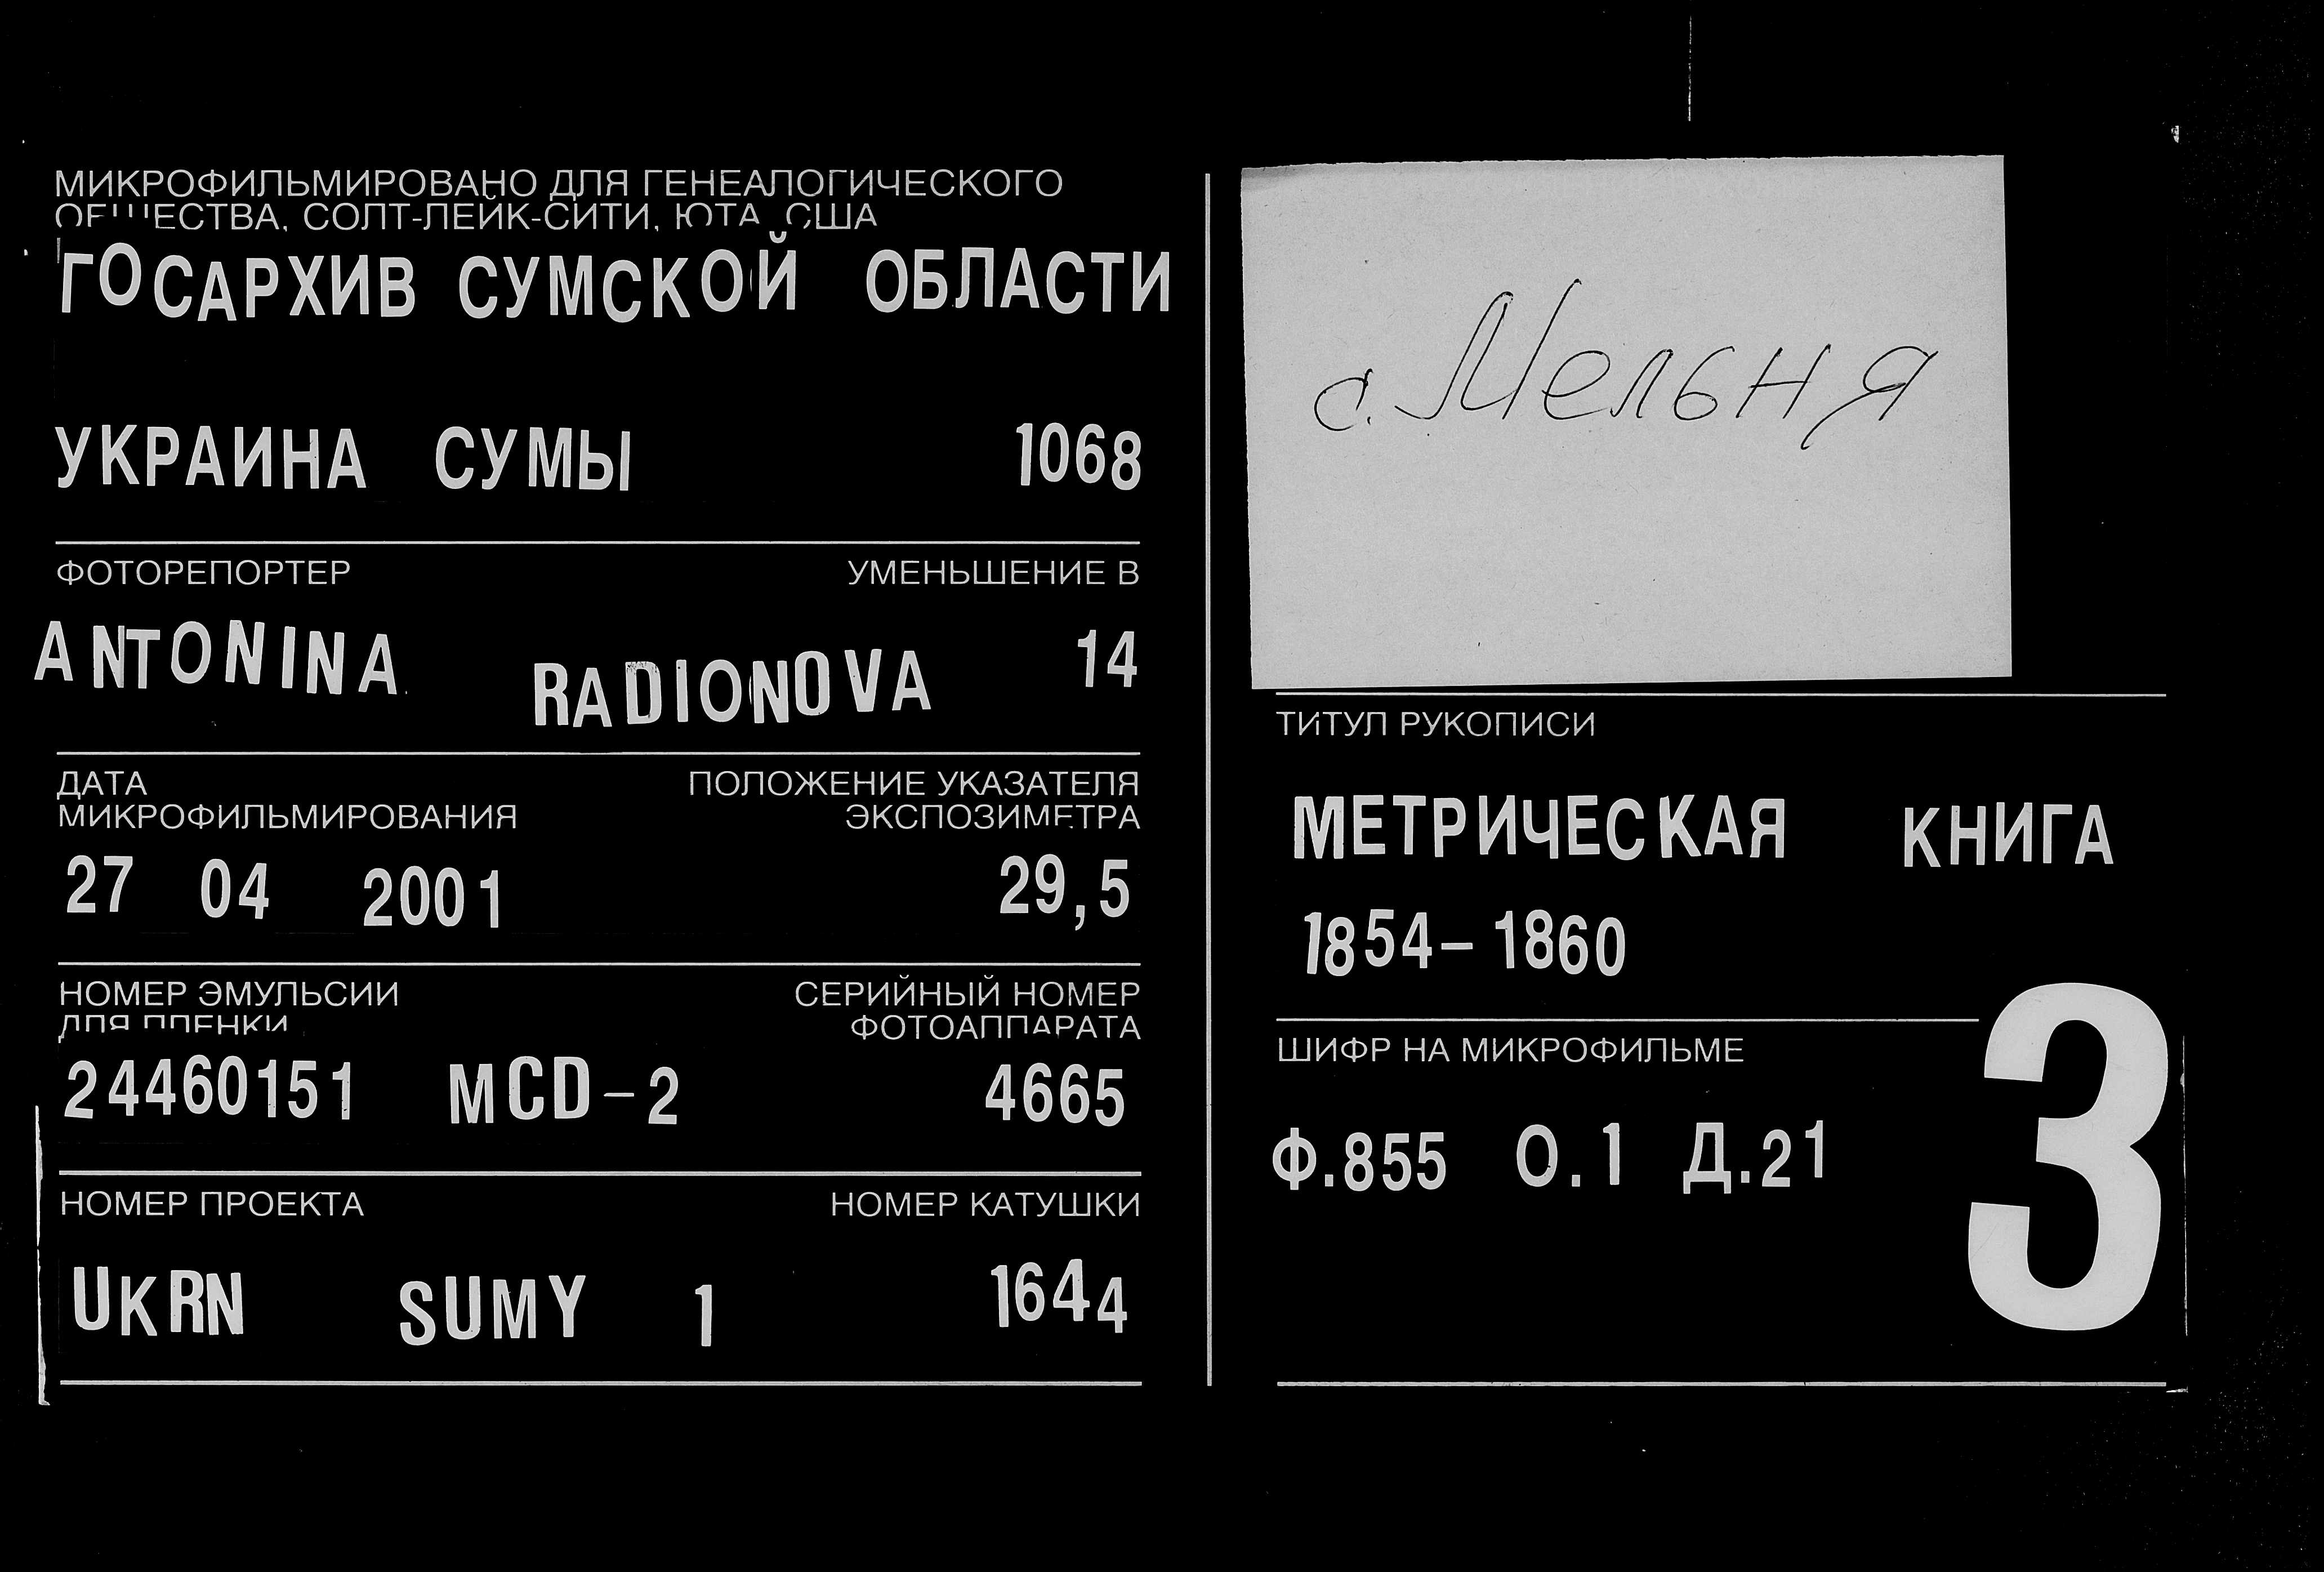 МИКРОФИЛЬМИРОВАНО ДЛЯ ГЕНЕАЛОГИЧЕСКОГО
ОБЩЕСТВА, СОЛТ-ЛЕЙК-СИТИ, ЮТА, США
ГОСАРХИВ СУМСКОЙ ОБЛАСТИ
УКРАИНА СУМЫ 1068
ФОТОРЕПОРТЕР УМЕНЬШЕНИЕ В
ANTONINA RADIONOVA 14
ДАТА
МИКРОФИЛЬМИРОВАНИЯ
ПОЛОЖЕНИЕ УКАЗАТЕЛЯ
ЭКСПОЗИМЕТРА
27 04 2001 29,5
НОМЕР ЭМУЛЬСИИ
ДЛЯ ПЛЕНКИ
СЕРИЙНЫЙ НОМЕР
ФОТОАППАРАТА
24460151 MCD-2 4665
НОМЕР ПРОЕКТА НОМЕР КАТУШКИ
UKRN SUMY 1 1644
с. Мельня
ТИТУЛ РУКОПИСИ
МЕТРИЧЕСКАЯ КНИГА
1854-1860
ШИФР НА МИКРОФИЛЬМЕ
Ф.855 О.1 Д.21
3